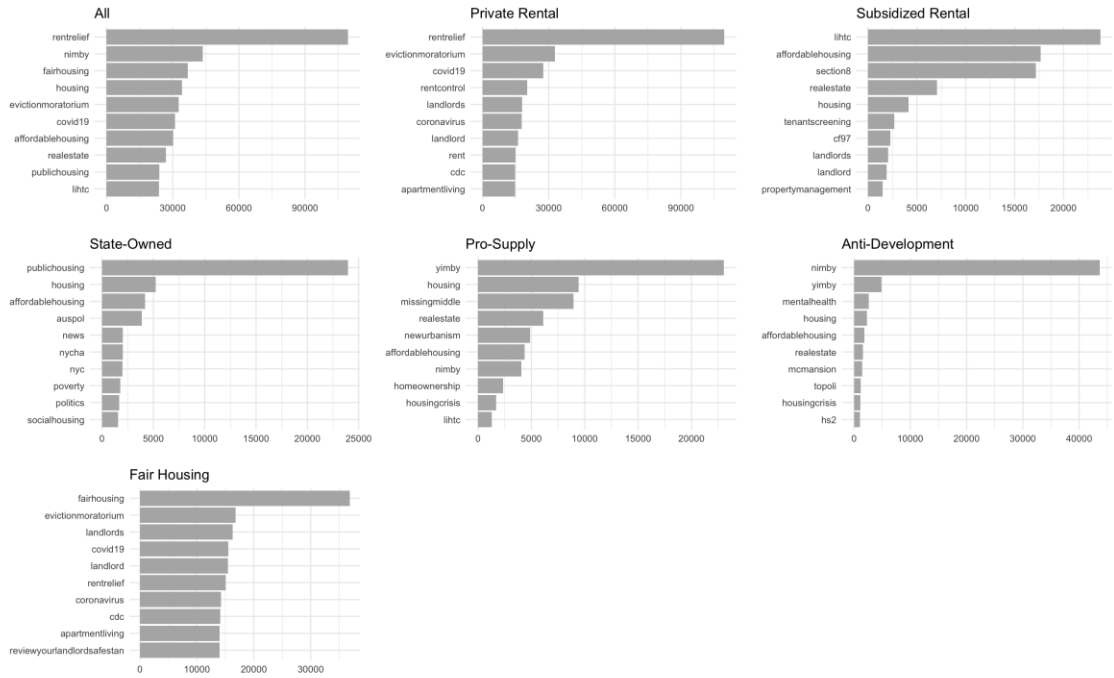 All
rentrelief
nimby
fairhousing
housing
evictionmoratorium
covid19
affordablehousing
realestate
publichousing
lihtc
0 30000 60000 90000
Private Rental
rentrelief
evictionmoratorium
covid19
rentcontrol
landlords
coronavirus
landlord
rent
cdc
apartmentliving
0 30000 60000 90000
Subsidized Rental
lihtc
affordablehousing
section8
realestate
housing
tenantscreening
cf97
landlords
landlord
propertymanagement
0 5000 10000 15000 20000
State-Owned
publichousing
housing
affordablehousing
auspol
news
nycha
nyc
poverty
politics
socialhousing
0 5000 10000 15000 20000 25000
Pro-Supply
yimby
housing
missingmiddle
realestate
newurbanism
affordablehousing
nimby
homeownership
housingcrisis
lihtc
0 5000 10000 15000 20000
Anti-Development
nimby
yimby
mentalhealth
housing
affordablehousing
realestate
mcmansion
topoli
housingcrisis
hs2
0 10000 20000 30000 40000
Fair Housing
fairhousing
evictionmoratorium
landlords
covid19
landlord
rentrelief
coronavirus
cdc
apartmentliving
reviewyourlandlordsafestan
0 10000 20000 30000